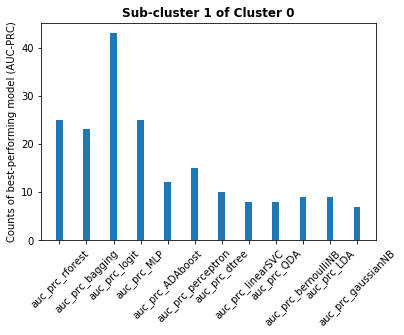 Sub-cluster 1 of Cluster 0
Counts of best-performing model (AUC-PRC)
40
30
20
10
0
auc_prc_rforest
auc_prc_bagging
auc_prc_logit
auc_prc_MLP
auc_prc_ADAboost
auc_prc_perceptron
auc_prc_dtree
auc_prc_linearSVC
auc_prc_QDA
auc_prc_bernoulliNB
auc_prc_LDA
auc_prc_gaussianNB